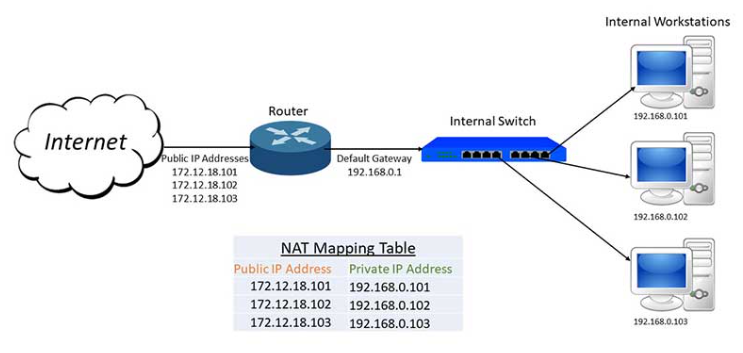 Internal Workstations
Router
Internal Switch
Internet
Public IP Addresses
172.12.18.101
172.12.18.102
172.12.18.103
Default Gateway
192.168.0.1
192.168.0.101
192.168.0.102
192.168.0.103
NAT Mapping Table
Public IP Address Private IP Address
172.12.18.101 192.168.0.101
172.12.18.102 192.168.0.102
172.12.18.103 192.168.0.103